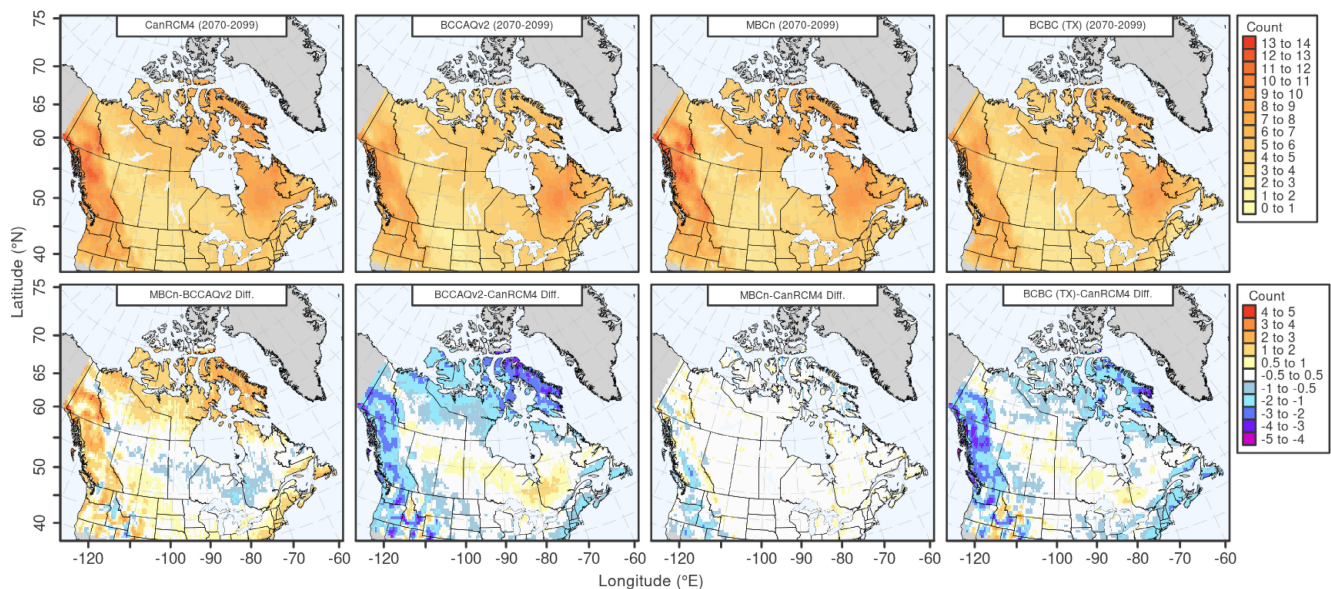 CanRCM4 (2070-2099)
BCCAQv2 (2070-2099)
MBCn (2070-2099)
BCBC (TX) (2070-2099)
75
70
65
60
50
40
Count
13 to 14
12 to 13
11 to 12
10 to 11
9 to 10
8 to 9
7 to 8
6 to 7
5 to 6
4 to 5
3 to 4
2 to 3
1 to 2
0 to 1
Latitude (°N)
MBCn-BCCAQv2 Diff.
BCCAQv2-CanRCM4 Diff.
MBCn-CanRCM4 Diff.
BCBC (TX)-CanRCM4 Diff.
75
70
65
60
50
40
Count
4 to 5
3 to 4
2 to 3
1 to 2
0.5 to 1
-0.5 to 0.5
-1 to -0.5
-2 to -1
-3 to -2
-4 to -3
-5 to -4
-120 -100 -90 -80 -70 -60
-120 -100 -90 -80 -70 -60
-120 -100 -90 -80 -70 -60
-120 -100 -90 -80 -70 -60
Longitude (°E)